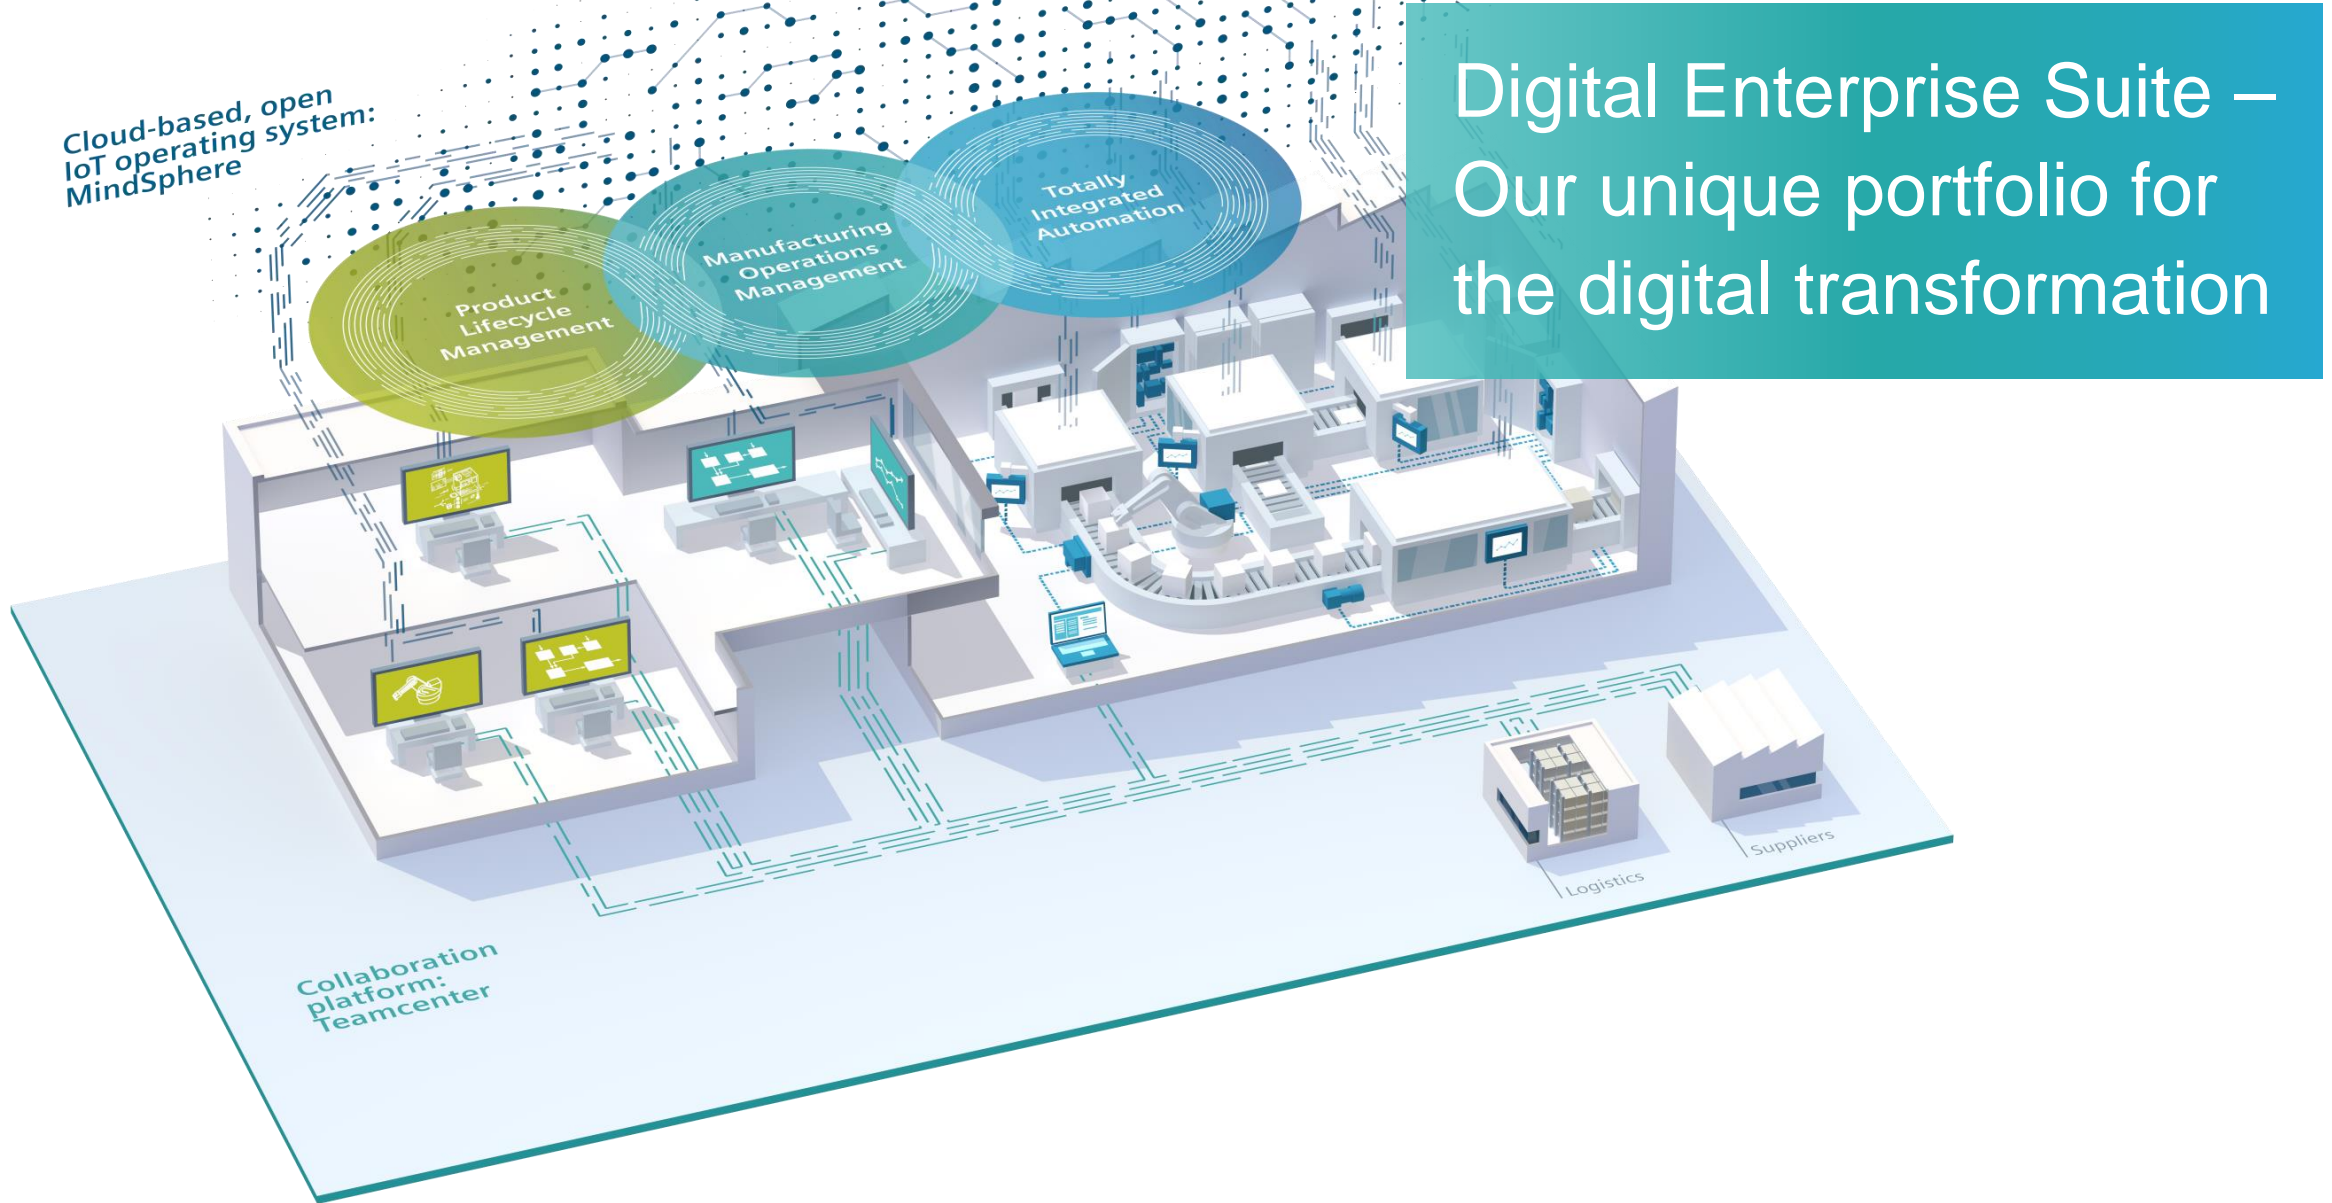 Digital Enterprise Suite –
Our unique portfolio for
the digital transformation
Cloud-based, open
IoT operating system:
MindSphere
Totally
Integrated
Automation
Manufacturing
Operations
Management
Product
Lifecycle
Management
Suppliers
Logistics
Collaboration
platform:
Teamcenter